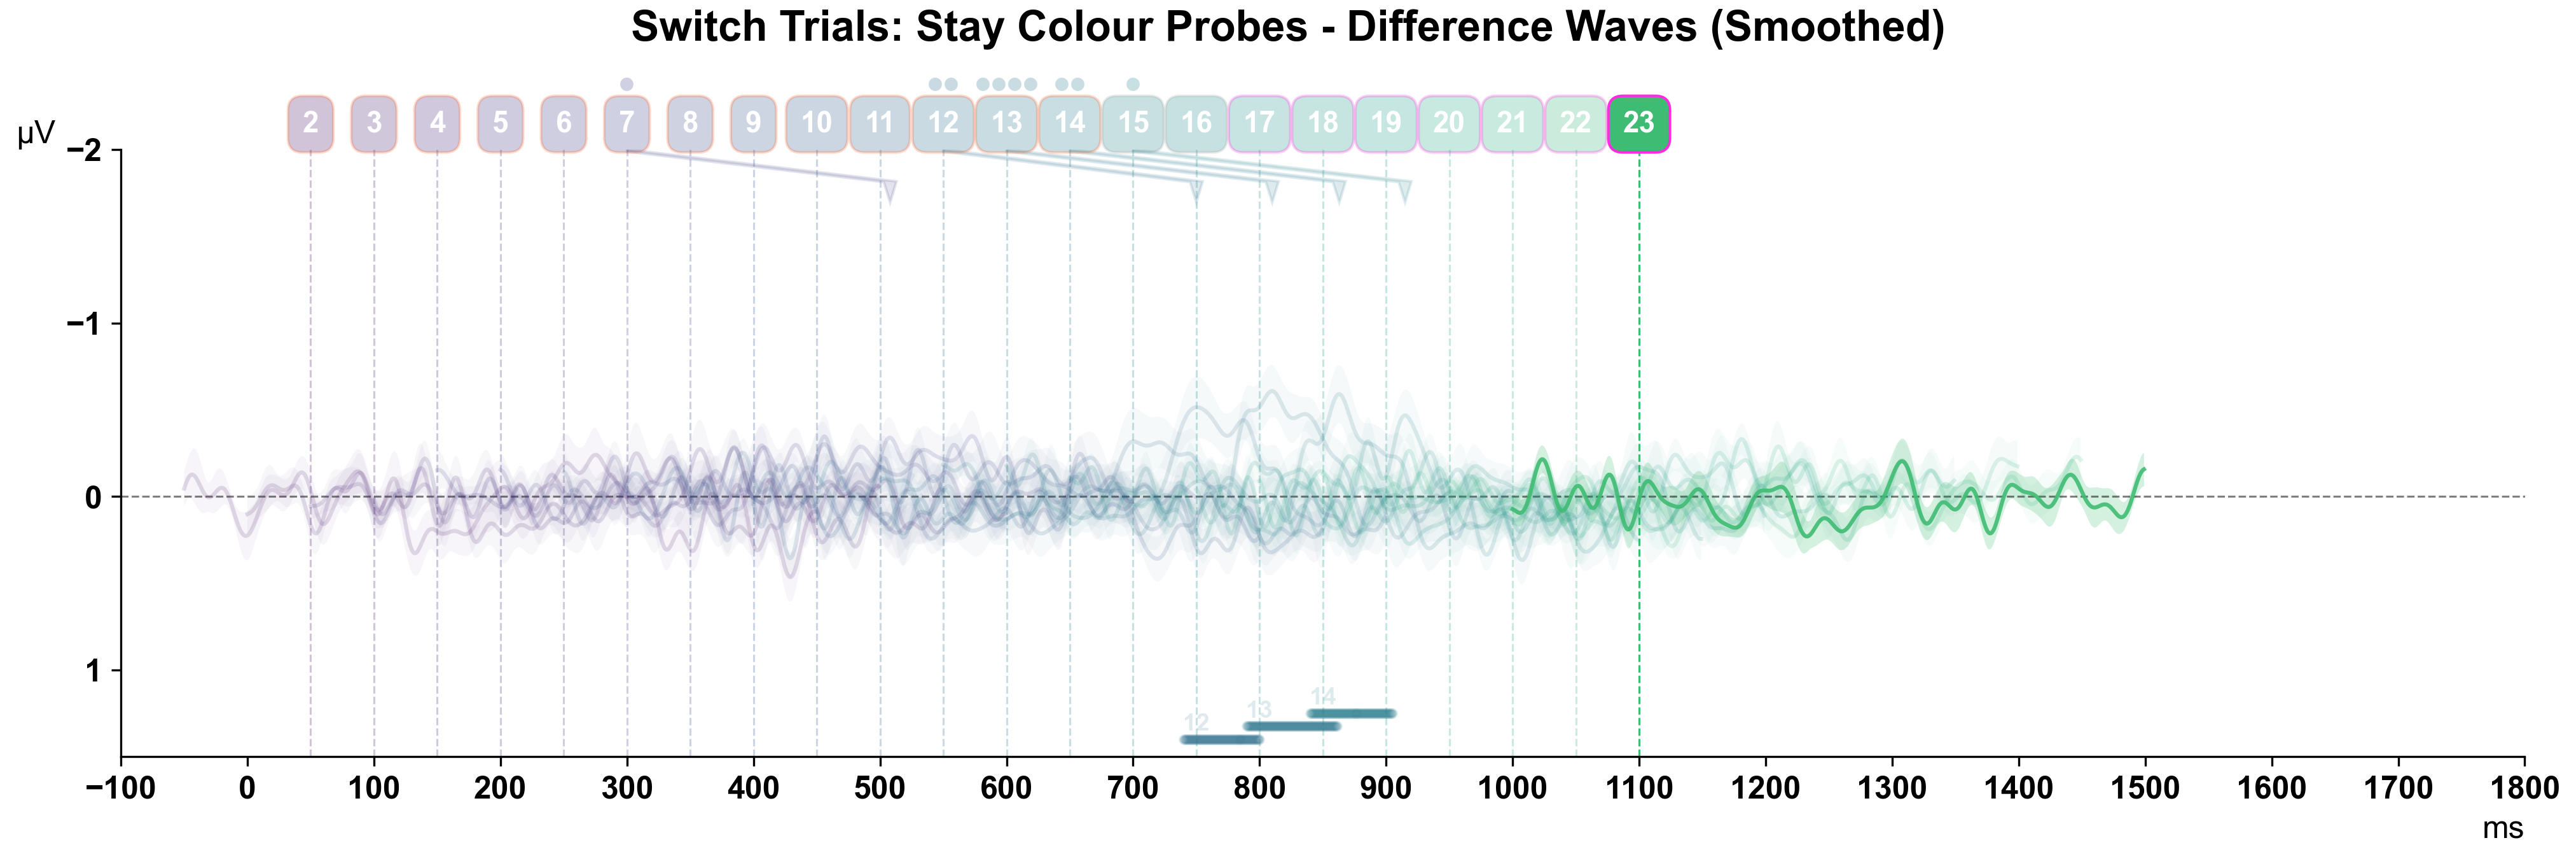 Switch Trials: Stay Colour Probes - Difference Waves (Smoothed)
2 3 4 5 6 7 8 9 10 11 12 13 14 15 16 17 18 19 20 21 22 23
µV
−2
−1
0
1
14
13
12
−100 0 100 200 300 400 500 600 700 800 900 1000 1100 1200 1300 1400 1500 1600 1700 1800
ms